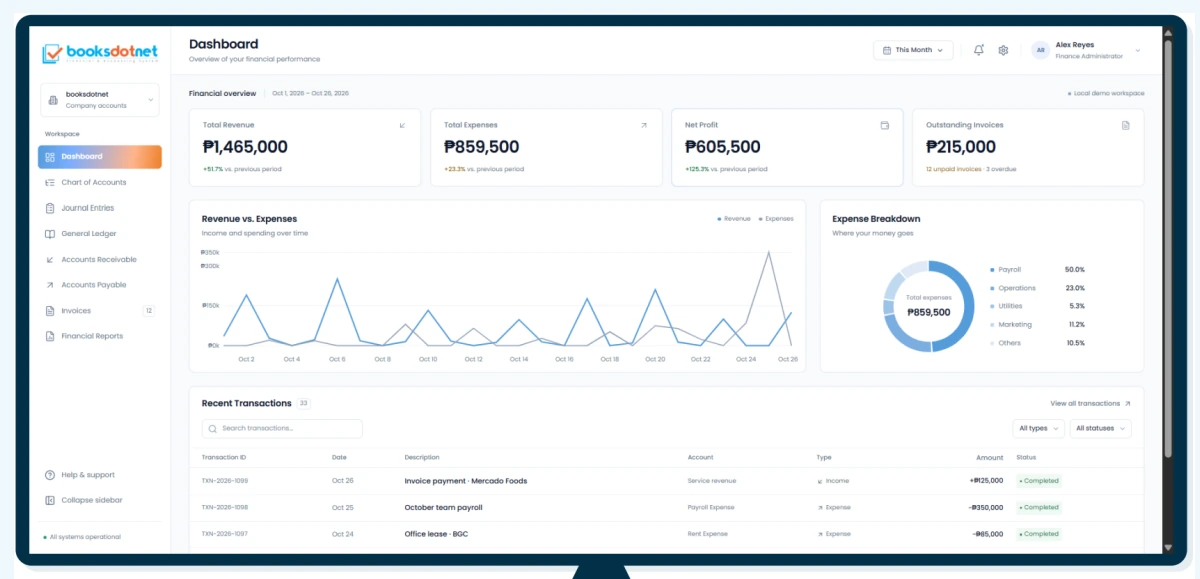 booksdotnet
Dashboard
Overview of your financial performance
This Month
AR
Alex Reyes
Finance Administrator
booksdotnet
Company accounts
Workspace
Dashboard
Chart of Accounts
Journal Entries
General Ledger
Accounts Receivable
Accounts Payable
Invoices
12
Financial Reports
Help & support
Collapse sidebar
All systems operational
Financial overview
Oct 1, 2026 – Oct 26, 2026
Local demo workspace
Total Revenue
₱1,465,000
+51.7% vs. previous period
Total Expenses
₱859,500
+23.3% vs. previous period
Net Profit
₱605,500
+125.3% vs. previous period
Outstanding Invoices
₱215,000
12 unpaid invoices · 3 overdue
Revenue vs. Expenses
Income and spending over time
Revenue
Expenses
₱350k
₱300k
₱150k
₱0k
Oct 2 Oct 4 Oct 6 Oct 8 Oct 10 Oct 12 Oct 14 Oct 16 Oct 18 Oct 20 Oct 22 Oct 24 Oct 26
Expense Breakdown
Where your money goes
Total expenses
₱859,500
Payroll 50.0%
Operations 23.0%
Utilities 5.3%
Marketing 11.2%
Others 10.5%
Recent Transactions 33
View all transactions
Search transactions...
All types
All statuses
Transaction ID Date Description Account Type Amount Status
TXN-2026-1099 Oct 26 Invoice payment · Mercado Foods Service revenue Income +₱125,000 Completed
TXN-2026-1098 Oct 25 October team payroll Payroll Expense Expense -₱350,000 Completed
TXN-2026-1097 Oct 24 Office lease · BGC Rent Expense Expense -₱65,000 Completed